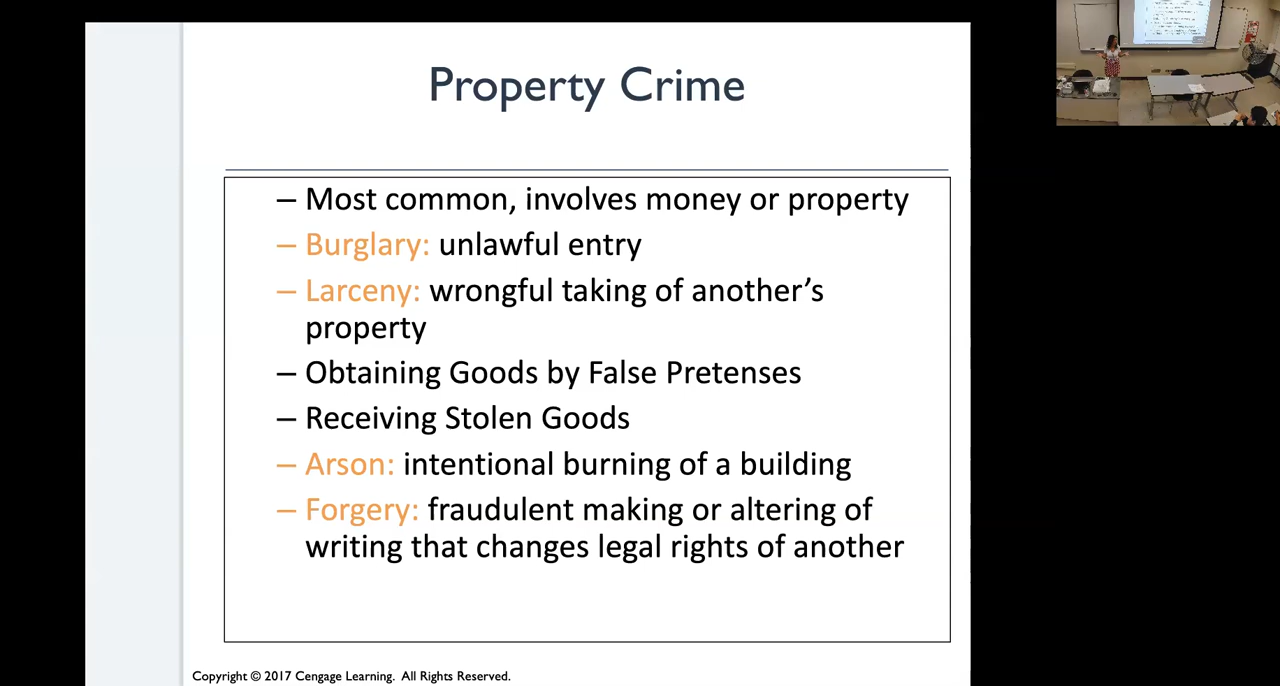 Property Crime
– Most common, involves money or property
– Burglary: unlawful entry
– Larceny: wrongful taking of another’s
property
– Obtaining Goods by False Pretenses
– Receiving Stolen Goods
– Arson: intentional burning of a building
– Forgery: fraudulent making or altering of
writing that changes legal rights of another
Copyright © 2017 Cengage Learning. All Rights Reserved.